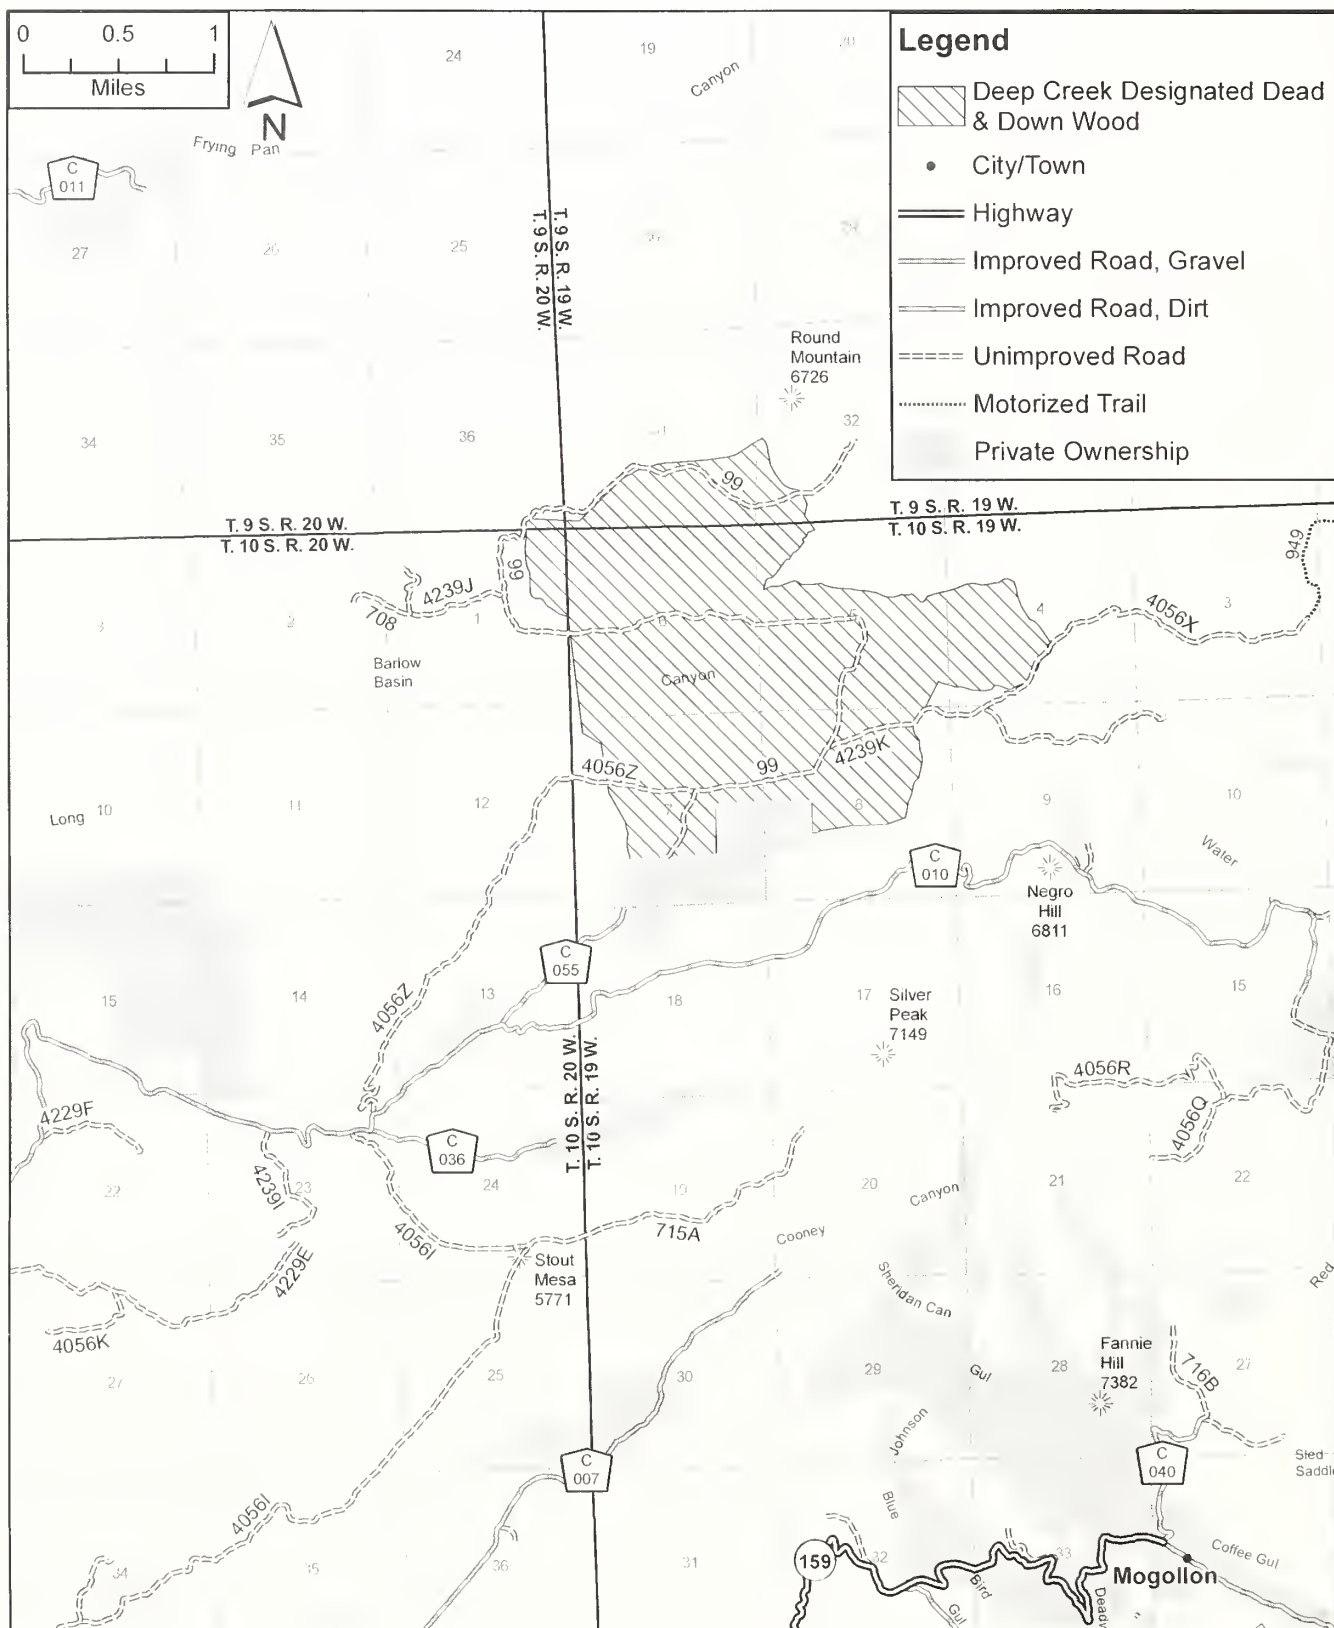 0 0.5 1
Miles
N
Legend
Deep Creek Designated Dead
& Down Wood
City/Town
Highway
Improved Road, Gravel
Improved Road, Dirt
Unimproved Road
Motorized Trail
Private Ownership
24
19
20
Canyon
Frying Pan
C
011
27
26
25
T. 9 S. R. 20 W.
T. 9 S. R. 19 W.
Round
Mountain
6726
34
35
36
32
99
T. 9 S. R. 20 W.
T. 10 S. R. 20 W.
T. 9 S. R. 19 W.
T. 10 S. R. 19 W.
949
99
4239J
708
3
2
1
6
5
4
3
4056X
Barlow
Basin
Canyon
4056Z
99
4239K
Long
10
11
12
7
8
9
10
Water
C
010
Negro
Hill
6811
C
055
4056Z
15
14
13
18
17
16
15
Silver
Peak
7149
T. 10 S. R. 20 W.
T. 10 S. R. 19 W.
4056R
4056Q
4229F
C
036
22
23
24
19
20
21
22
4239I
4056I
715A
Canyon
Cooney
4229E
Stout
Mesa
5771
Sheridan Can
Red
4056K
27
26
25
30
29
28
27
Gul
Fannie
Hill
7382
716B
Johnson
C
007
C
040
Sled
Saddle
Blue
4056I
34
35
36
31
32
33
159
Coffee Gul
Mogollon
Bird
Gul